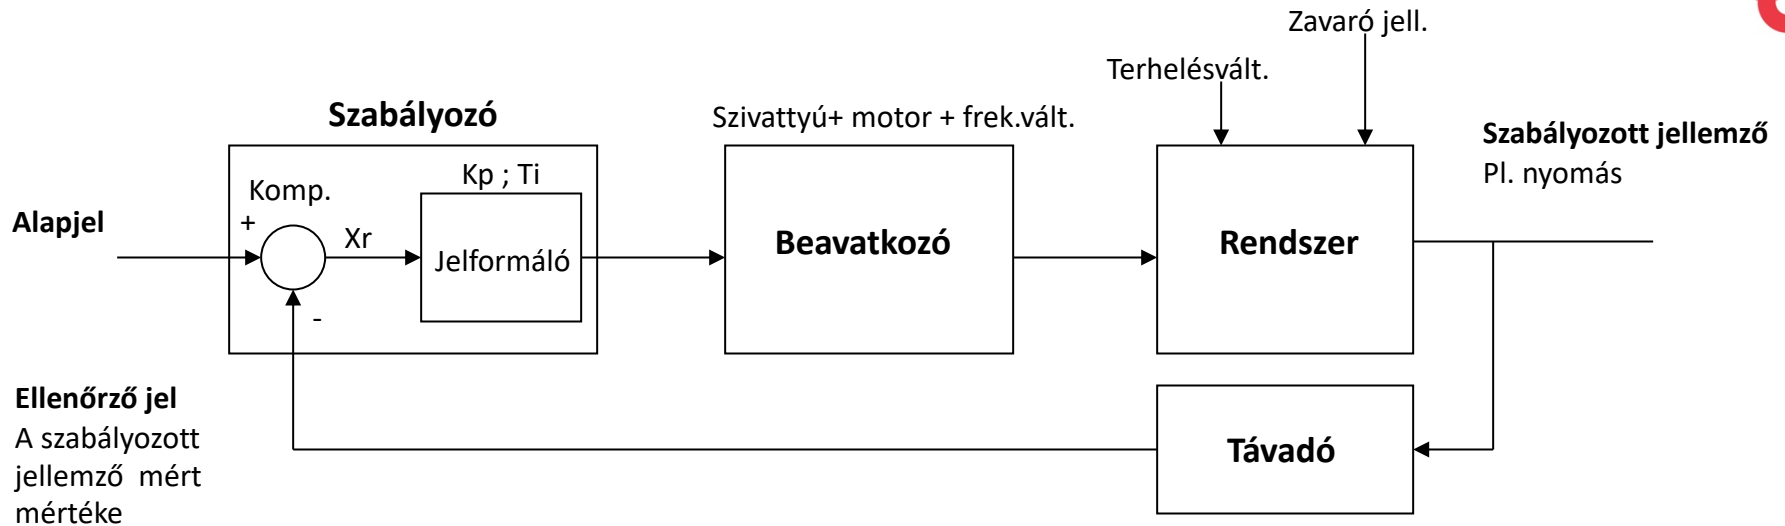 Zavaró jell.
Terhelésvált.
Szabályozó
Szivattyú+ motor + frek.vált.
Szabályozott jellemző
Pl. nyomás
Kp ; Ti
Komp.
Alapjel
+
Xr
Jelformáló
Beavatkozó
Rendszer
-
Ellenőrző jel
A szabályozott
jellemző mért
mértéke
Távadó